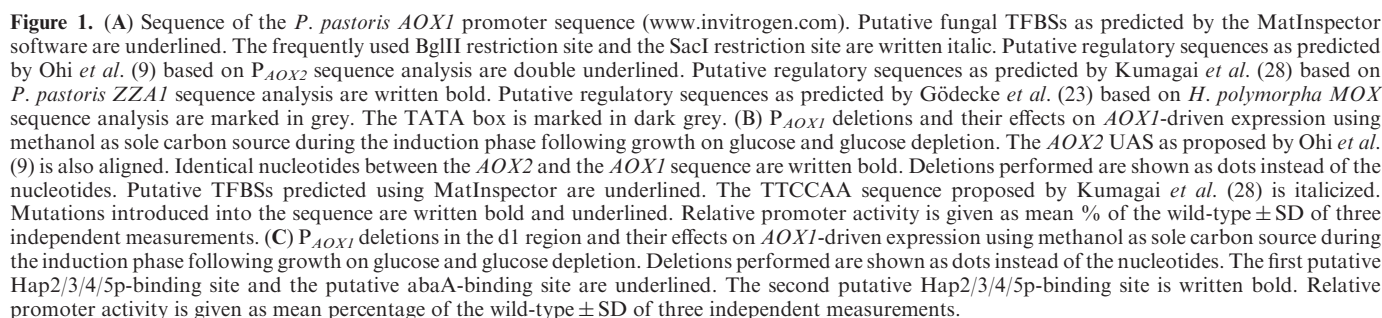 Figure 1. (A) Sequence of the P. pastoris AOX1 promoter sequence (www.invitrogen.com). Putative fungal TFBSs as predicted by the MatInspector
software are underlined. The frequently used BglII restriction site and the SacI restriction site are written italic. Putative regulatory sequences as predicted
by Ohi et al. (9) based on PAOX2 sequence analysis are double underlined. Putative regulatory sequences as predicted by Kumagai et al. (28) based on
P. pastoris ZZA1 sequence analysis are written bold. Putative regulatory sequences as predicted by Gödecke et al. (23) based on H. polymorpha MOX
sequence analysis are marked in grey. The TATA box is marked in dark grey. (B) PAOX1 deletions and their effects on AOX1-driven expression using
methanol as sole carbon source during the induction phase following growth on glucose and glucose depletion. The AOX2 UAS as proposed by Ohi et al.
(9) is also aligned. Identical nucleotides between the AOX2 and the AOX1 sequence are written bold. Deletions performed are shown as dots instead of the
nucleotides. Putative TFBSs predicted using MatInspector are underlined. The TTCCAA sequence proposed by Kumagai et al. (28) is italicized.
Mutations introduced into the sequence are written bold and underlined. Relative promoter activity is given as mean % of the wild-type ± SD of three
independent measurements. (C) PAOX1 deletions in the d1 region and their effects on AOX1-driven expression using methanol as sole carbon source during
the induction phase following growth on glucose and glucose depletion. Deletions performed are shown as dots instead of the nucleotides. The first putative
Hap2/3/4/5p-binding site and the putative abaA-binding site are underlined. The second putative Hap2/3/4/5p-binding site is written bold. Relative
promoter activity is given as mean percentage of the wild-type ± SD of three independent measurements.